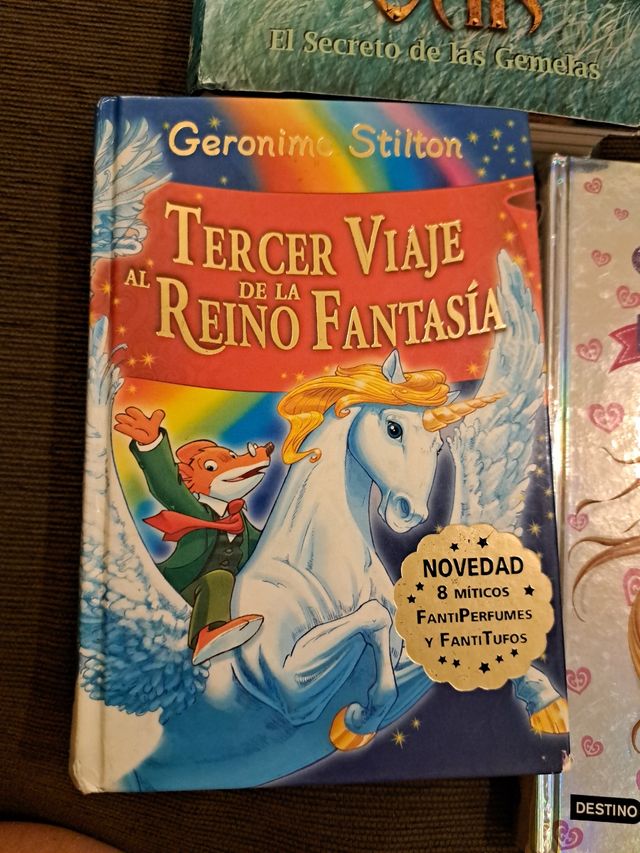 El Secreto de las Gemelas
Geronimo Stilton
TERCER VIAJE
AL
DE LA
REINO FANTASÍA
NOVEDAD
8 MÍTICOS
FANTIPERFUMES
Y FANTITUFOS
DESTINO